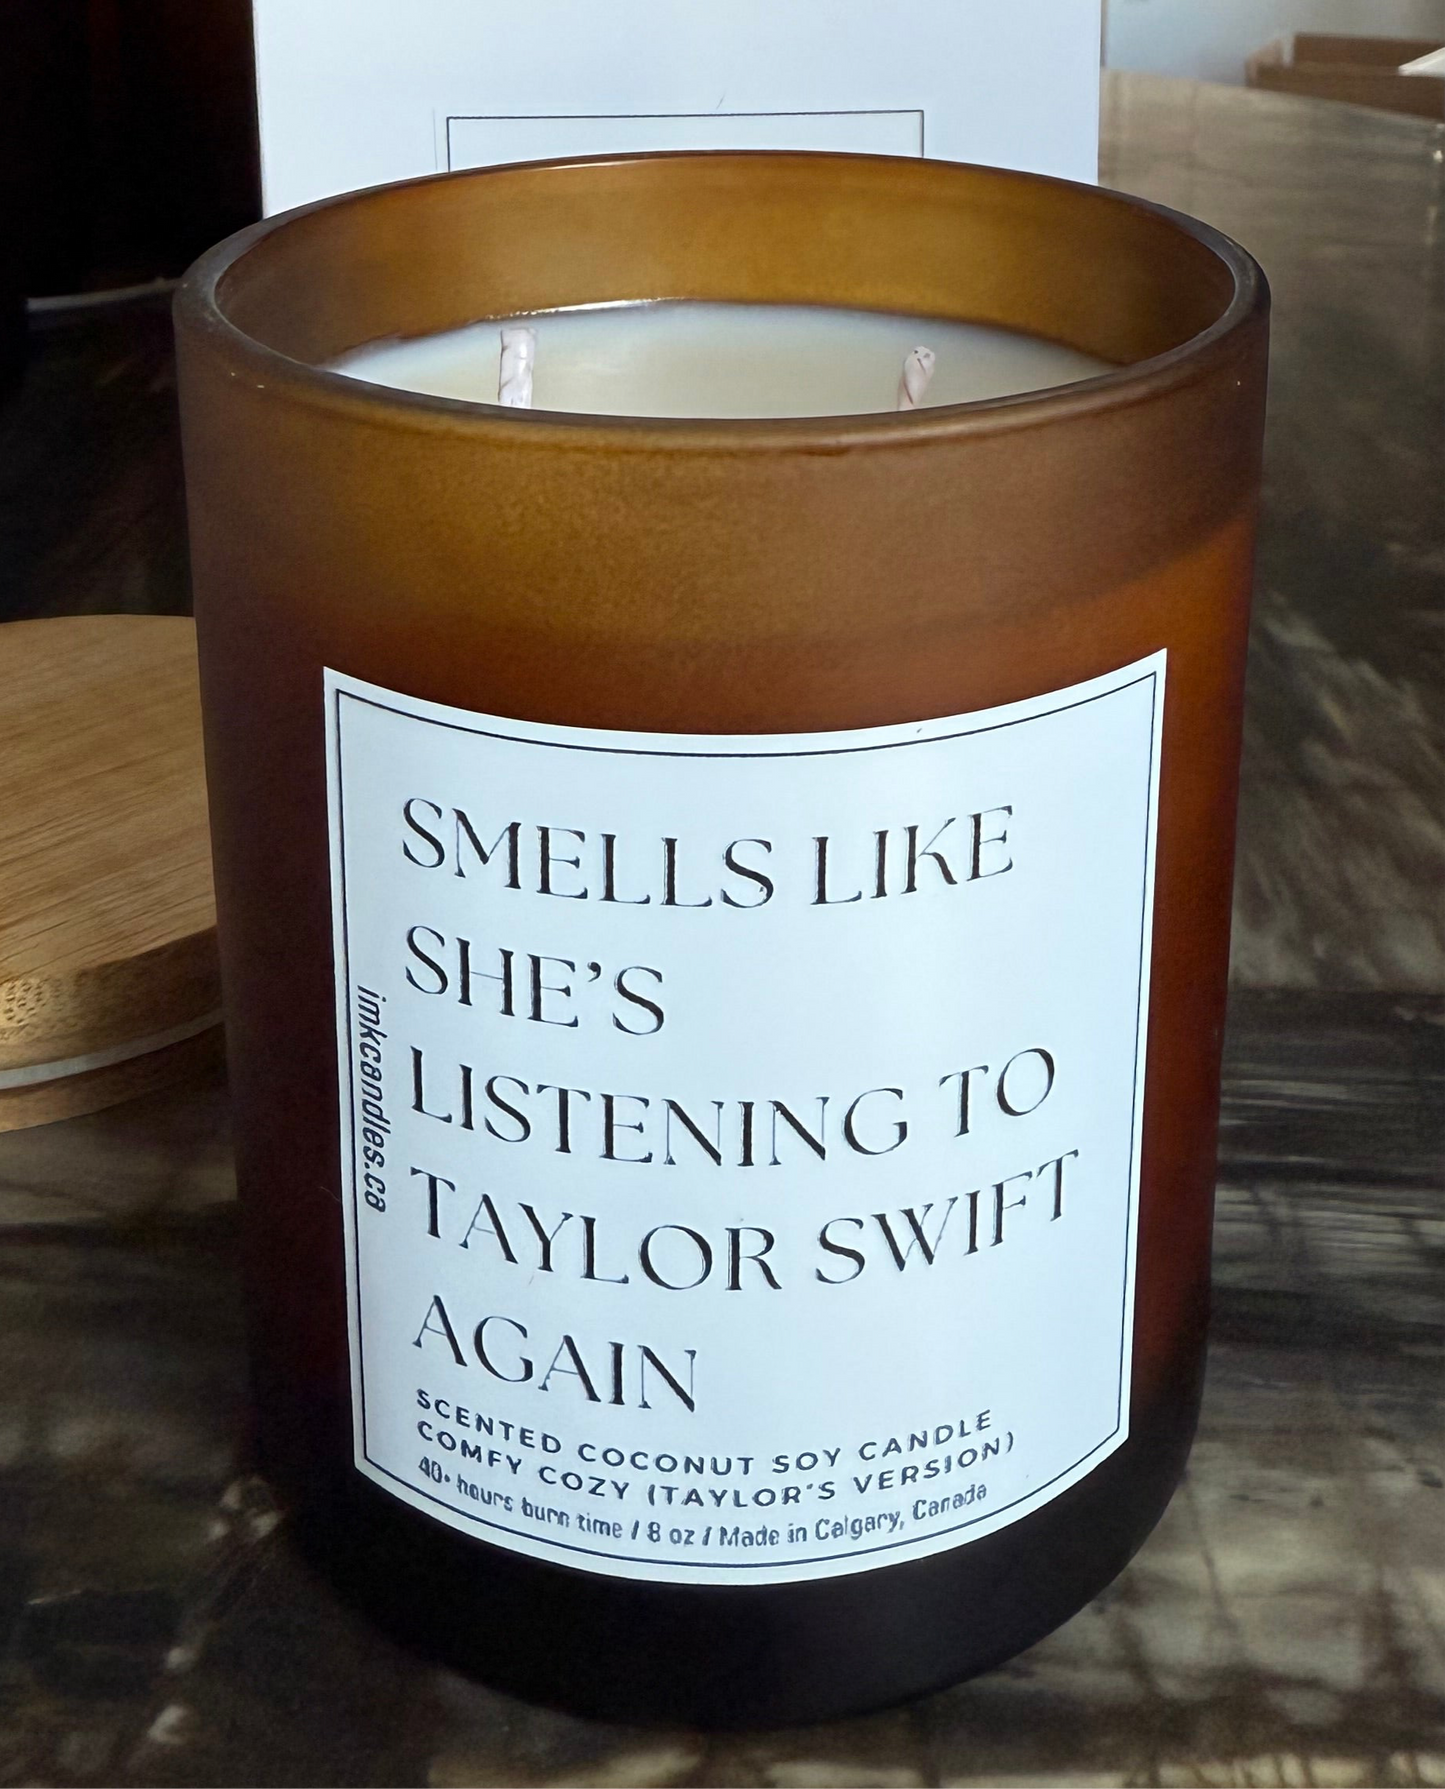 SMELLS LIKE
SHE'S
LISTENING TO
TAYLOR SWIFT
AGAIN
SCENTED COCONUT SOY CANDLE
COMFY COZY (TAYLOR'S VERSION)
40+ hours burn time / 8 oz / Made in Calgary, Canada
imkcandles.ca